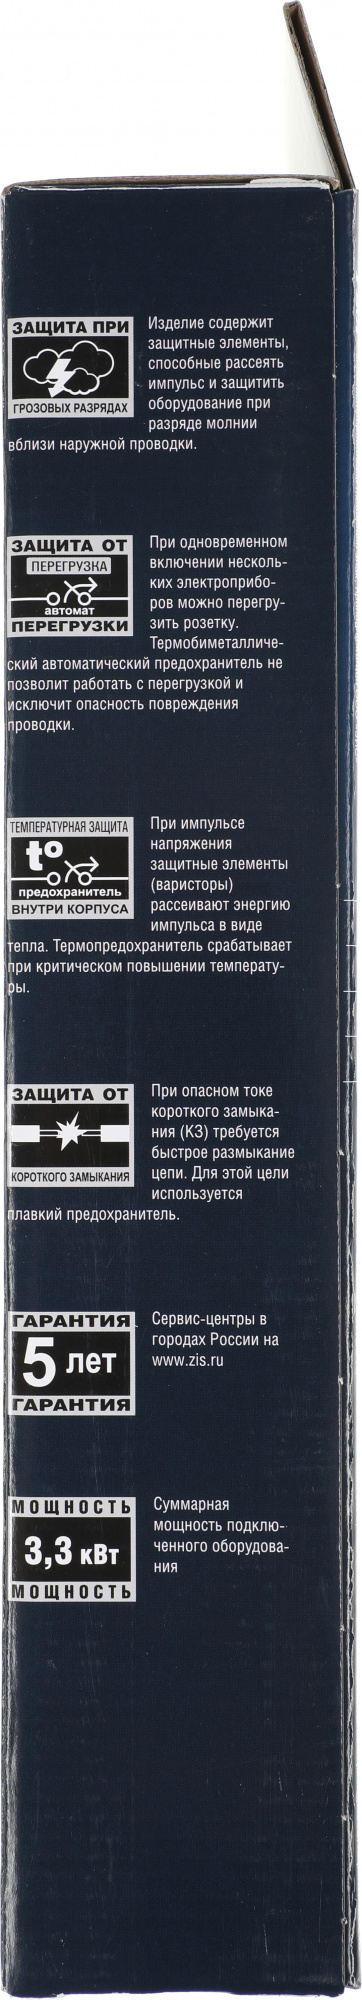 ЗАЩИТА ПРИ
ГРОЗОВЫХ РАЗРЯДАХ
Изделие содержит
защитные элементы,
способные рассеять
импульс и защитить
оборудование при
разряде молнии
вблизи наружной проводки.
ЗАЩИТА ОТ
ПЕРЕГРУЗКА
автомат
ПЕРЕГРУЗКИ
При одновременном
включении несколь-
ких электроприбо-
ров можно перегру-
зить розетку.
Термобиметалличе-
ский автоматический предохранитель не
позволит работать с перегрузкой и
исключит опасность повреждения
проводки.
ТЕМПЕРАТУРНАЯ ЗАЩИТА
t°
предохранитель
ВНУТРИ КОРПУСА
При импульсе
напряжения
защитные элементы
(варисторы)
рассеивают энергию
импульса в виде
тепла. Термопредохранитель срабатывает
при критическом повышении температу-
ры.
ЗАЩИТА ОТ
КОРОТКОГО ЗАМЫКАНИЯ
При опасном токе
короткого замыка-
ния (КЗ) требуется
быстрое размыкание
цепи. Для этой цели
используется
плавкий предохранитель.
ГАРАНТИЯ
5 лет
ГАРАНТИЯ
Сервис-центры в
городах России на
www.zis.ru
МОЩНОСТЬ
3,3 кВт
МОЩНОСТЬ
Суммарная
мощность подклю-
ченного оборудова-
ния